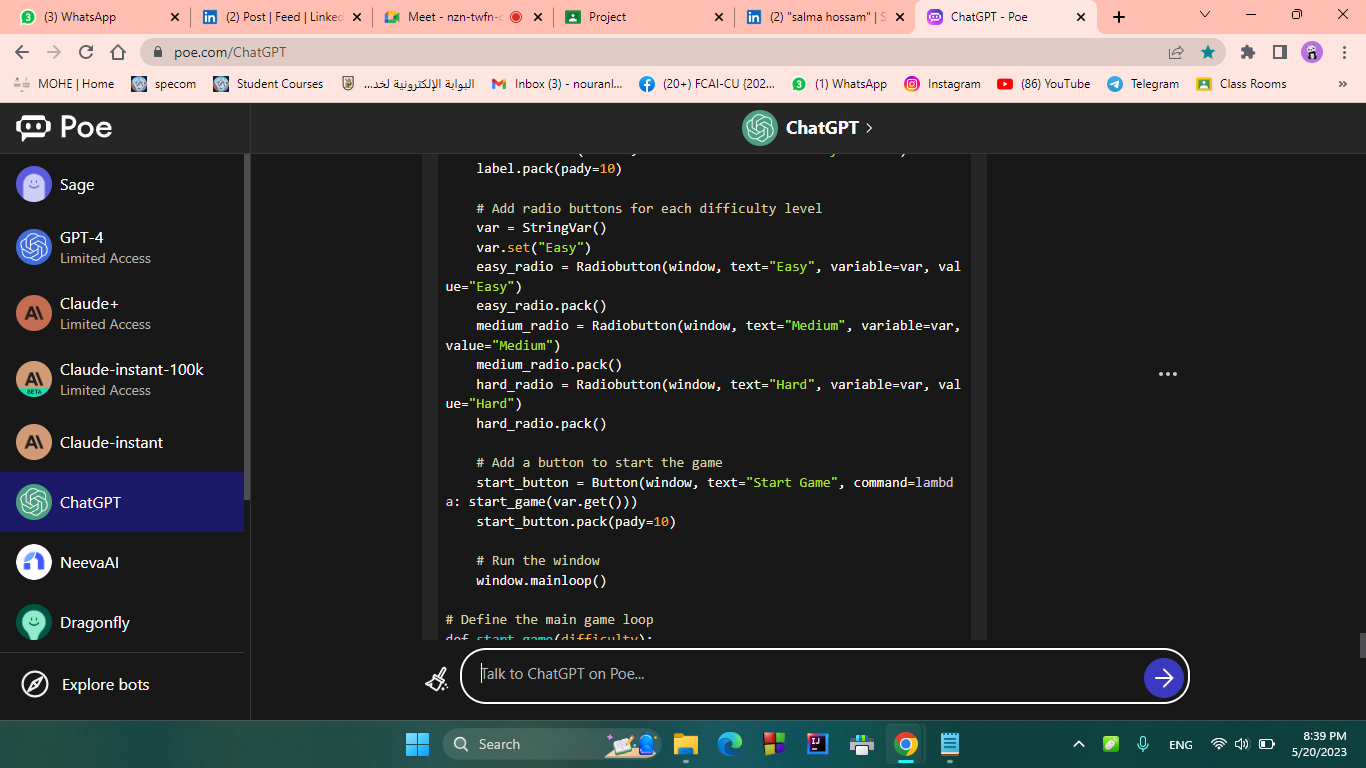 (3) WhatsApp
(2) Post | Feed | Linked
Meet - nzn-twfn-c
Project
(2) "salma hossam" | S
ChatGPT - Poe
poe.com/ChatGPT
MOHE | Home
specom
Student Courses
البوابة الإلكترونية لخد...
Inbox (3) - nouranl...
(20+) FCAI-CU {202...
(1) WhatsApp
Instagram
(86) YouTube
Telegram
Class Rooms
»
Poe
ChatGPT
Sage
GPT-4
Limited Access
Claude+
Limited Access
Claude-instant-100k
Limited Access
BETA
Claude-instant
ChatGPT
NeevaAI
Dragonfly
Explore bots
label.pack(pady=10)
# Add radio buttons for each difficulty level
var = StringVar()
var.set("Easy")
easy_radio = Radiobutton(window, text="Easy", variable=var, val
ue="Easy")
easy_radio.pack()
medium_radio = Radiobutton(window, text="Medium", variable=var,
value="Medium")
medium_radio.pack()
hard_radio = Radiobutton(window, text="Hard", variable=var, val
ue="Hard")
hard_radio.pack()
# Add a button to start the game
start_button = Button(window, text="Start Game", command=lambd
a: start_game(var.get()))
start_button.pack(pady=10)
# Run the window
window.mainloop()
# Define the main game loop
def start_game(difficulty):
Talk to ChatGPT on Poe...
Search
ENG
8:39 PM
5/20/2023